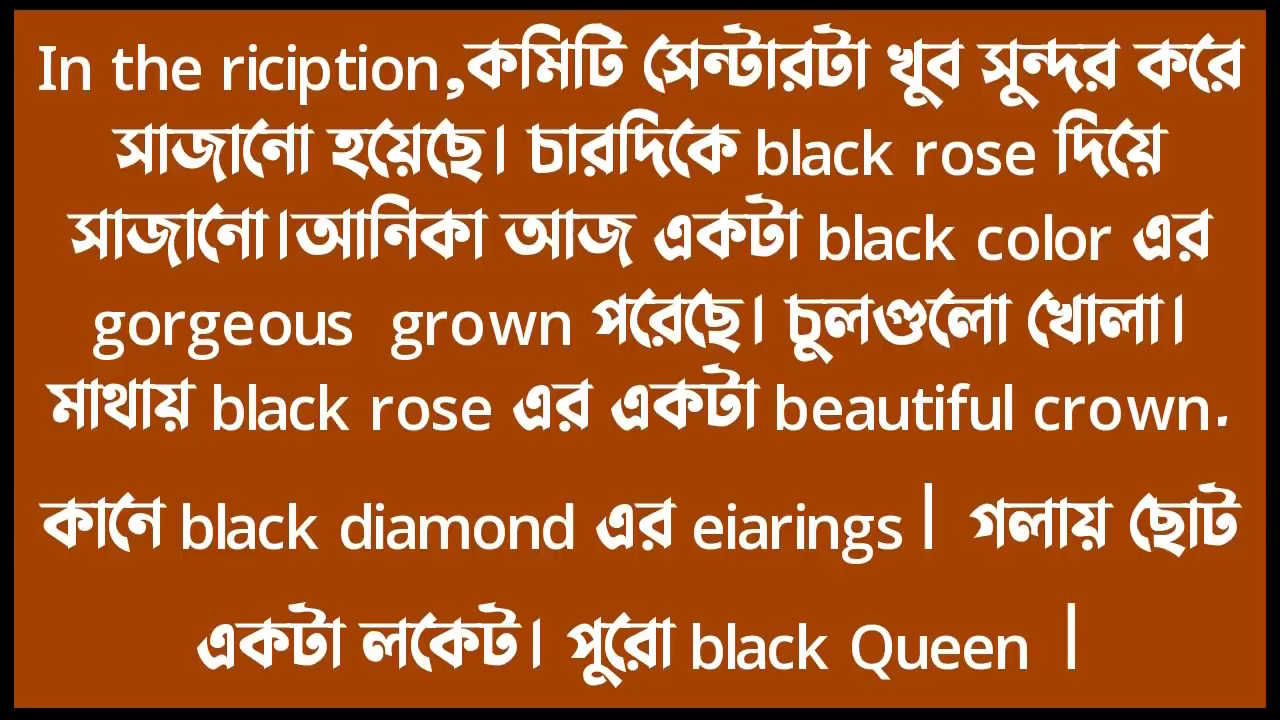 In the riciption,কমিটি সেন্টারটা খুব সুন্দর করে
সাজানো হয়েছে। চারদিকে black rose দিয়ে
সাজানো।আনিকা আজ একটা black color এর
gorgeous grown পরেছে। চুলগুলো খোলা।
মাথায় black rose এর একটা beautiful crown.
কানে black diamond এর eiarings| গলায় ছোট
একটা লকেট। পুরো black Queen |